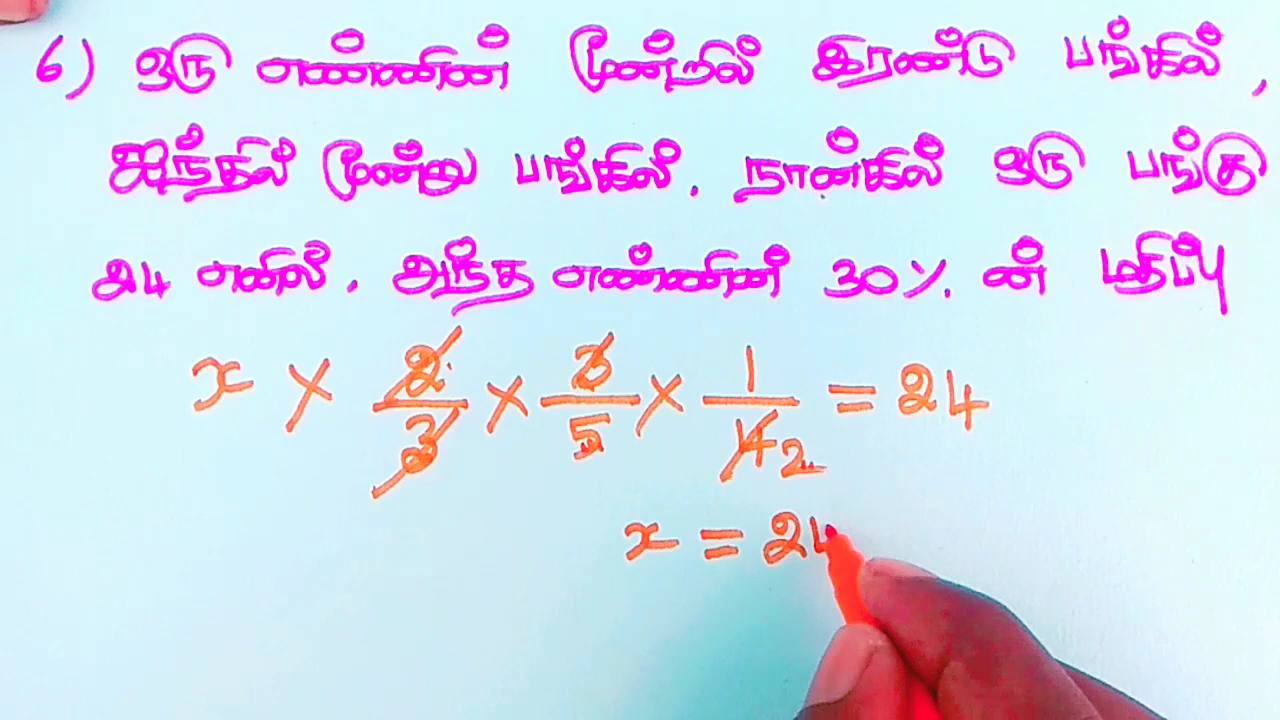 6) ஒரு எண்ணின் மூன்றில் இரண்டு பங்கில்,
ஐந்தில் மூன்று பங்கில். நான்கில் ஒரு பங்கு
24 எனில். அந்த எண்ணின் 30% ன் மதிப்பு
x × 2/3 × 3/5 × 1/4 2 = 24
x = 24